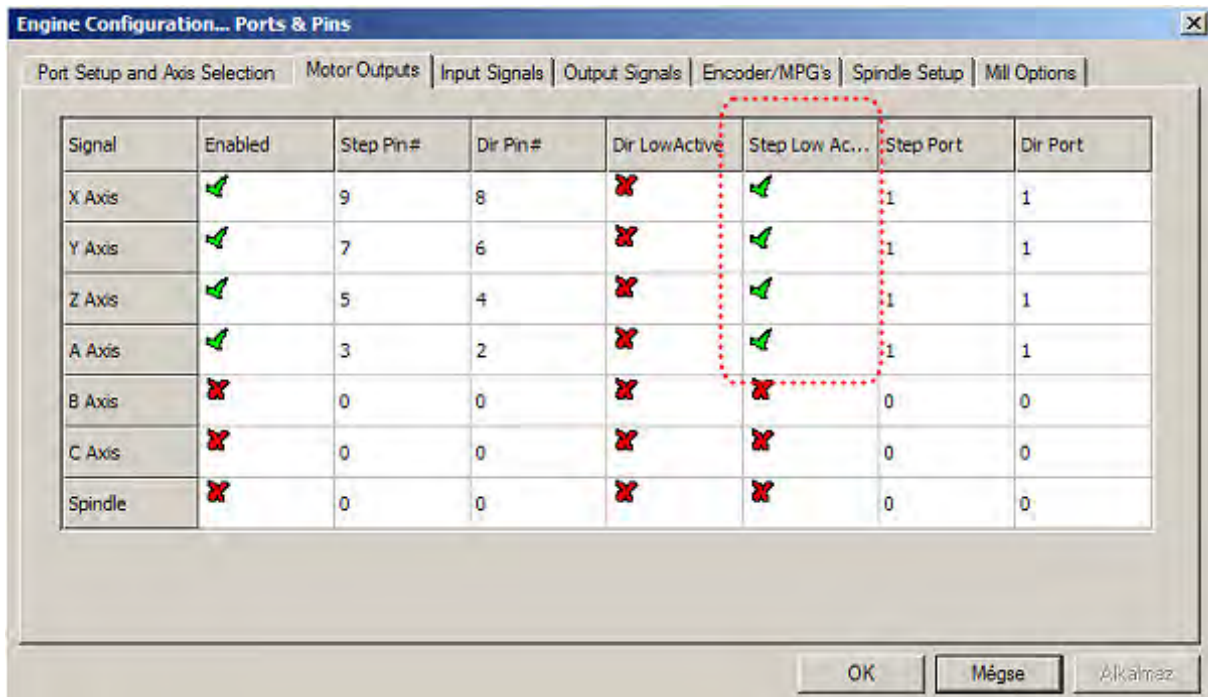 Engine Configuration... Ports & Pins
Port Setup and Axis Selection Motor Outputs Input Signals Output Signals Encoder/MPG's Spindle Setup Mill Options
Signal Enabled Step Pin# Dir Pin# Dir LowActive Step Low Ac... Step Port Dir Port
X Axis 9 8 1 1
Y Axis 7 6 1 1
Z Axis 5 4 1 1
A Axis 3 2 1 1
B Axis 0 0 0 0
C Axis 0 0 0 0
Spindle 0 0 0 0
OK Mégse Alkalmaz